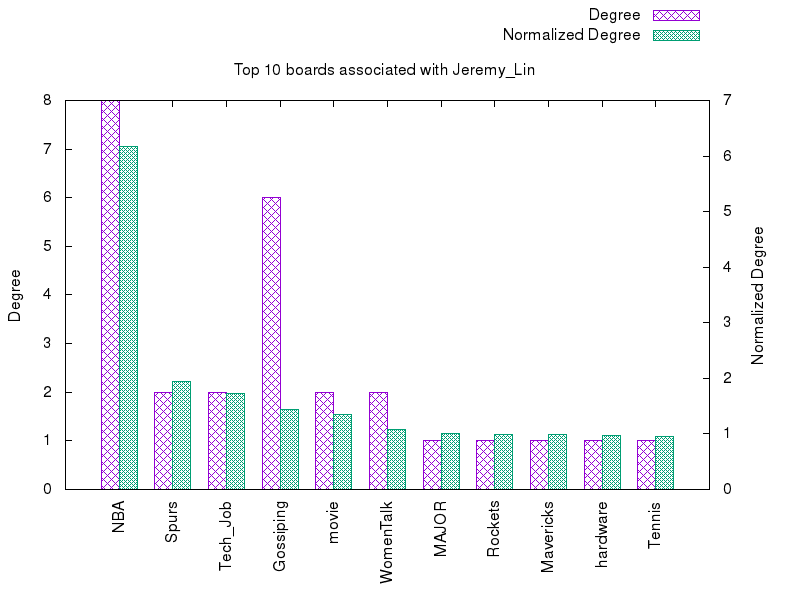 Degree
Normalized Degree
Top 10 boards associated with Jeremy_Lin
8
7
6
5
4
3
2
1
0
Degree
7
6
5
4
3
2
1
0
Normalized Degree
NBA
Spurs
Tech_Job
Gossiping
movie
WomenTalk
MAJOR
Rockets
Mavericks
hardware
Tennis